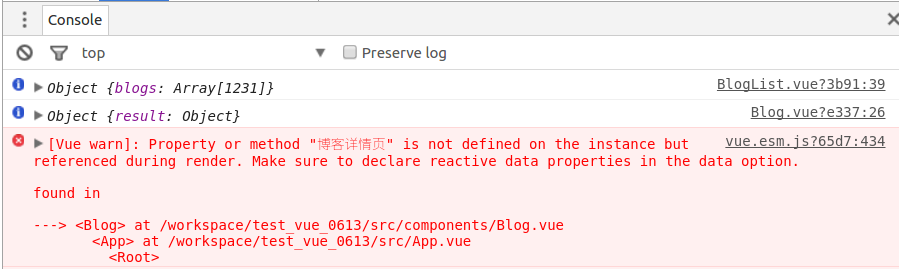 Console
top
Preserve log
Object {blogs: Array[1231]} BlogList.vue?3b91:39
Object {result: Object} Blog.vue?e337:26
[Vue warn]: Property or method "博客详情页" is not defined on the instance but vue.esm.js?65d7:434
referenced during render. Make sure to declare reactive data properties in the data option.
found in
---> <Blog> at /workspace/test_vue_0613/src/components/Blog.vue
<App> at /workspace/test_vue_0613/src/App.vue
<Root>